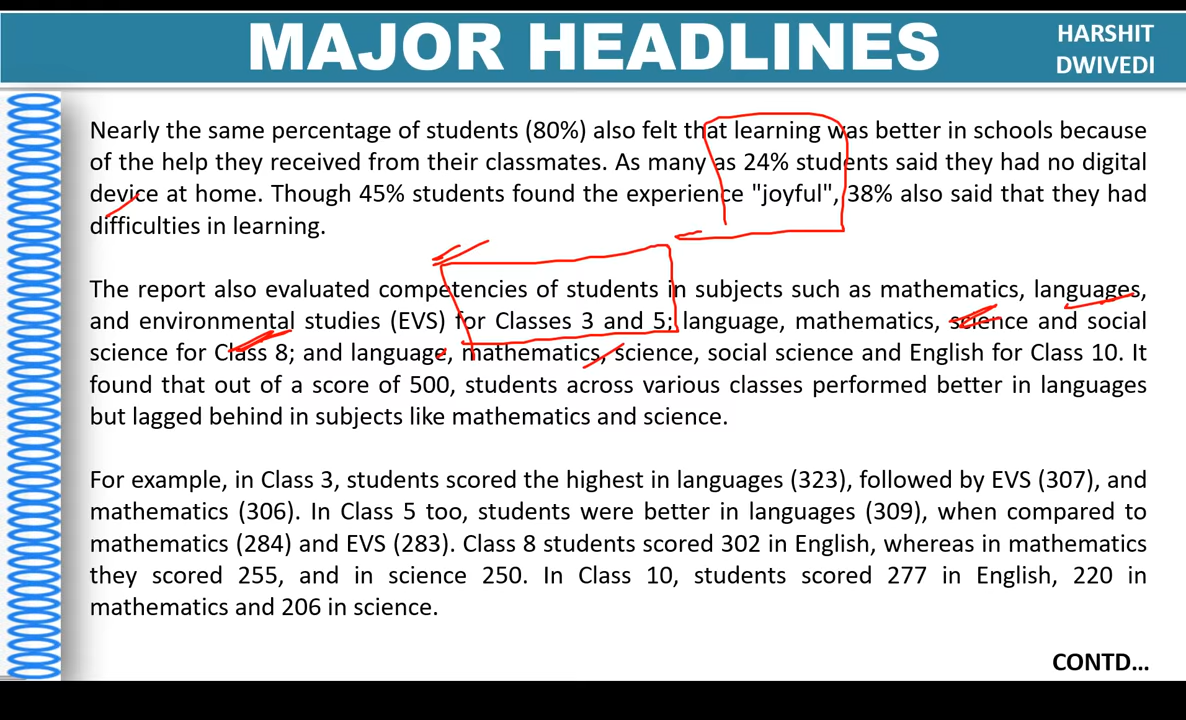 MAJOR HEADLINES
HARSHIT
DWIVEDI
Nearly the same percentage of students (80%) also felt that learning was better in schools because
of the help they received from their classmates. As many as 24% students said they had no digital
device at home. Though 45% students found the experience "joyful", 38% also said that they had
difficulties in learning.
The report also evaluated competencies of students in subjects such as mathematics, languages,
and environmental studies (EVS) for Classes 3 and 5; language, mathematics, science and social
science for Class 8; and language, mathematics, science, social science and English for Class 10. It
found that out of a score of 500, students across various classes performed better in languages
but lagged behind in subjects like mathematics and science.
For example, in Class 3, students scored the highest in languages (323), followed by EVS (307), and
mathematics (306). In Class 5 too, students were better in languages (309), when compared to
mathematics (284) and EVS (283). Class 8 students scored 302 in English, whereas in mathematics
they scored 255, and in science 250. In Class 10, students scored 277 in English, 220 in
mathematics and 206 in science.
CONTD...